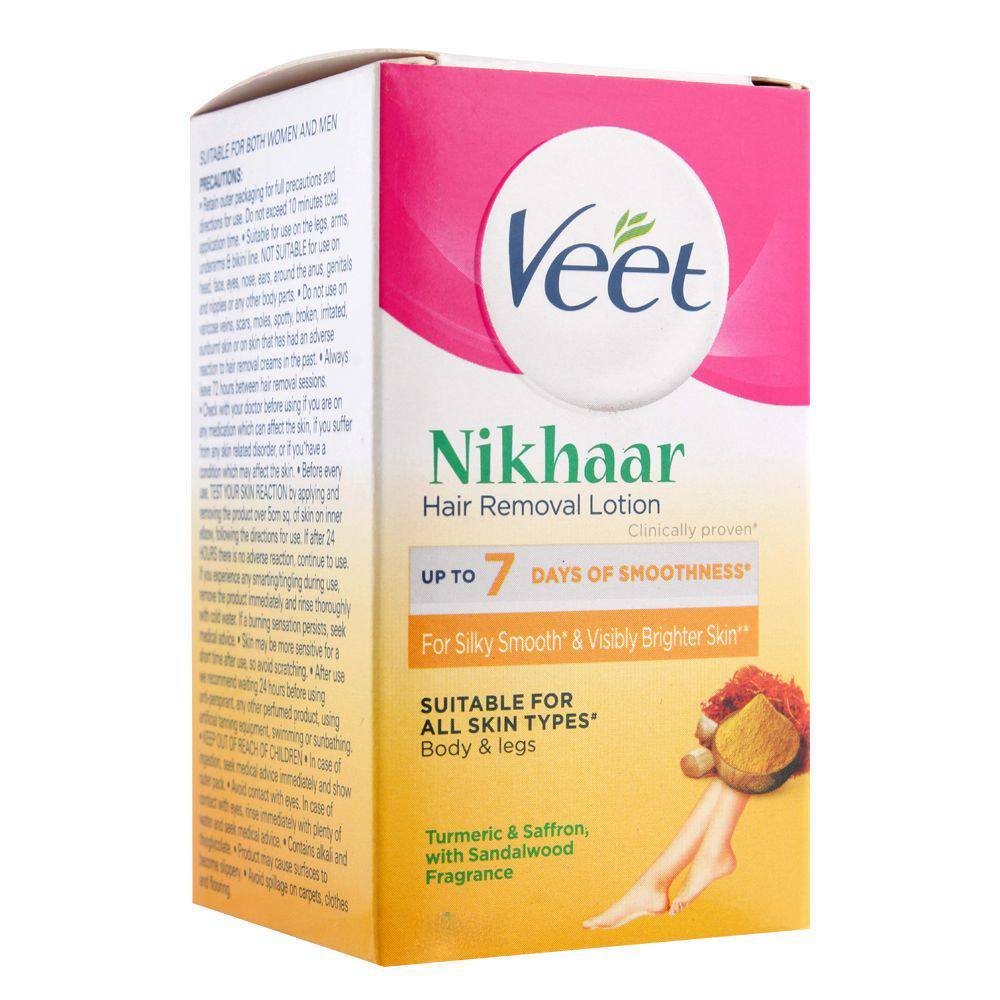 SUITABLE FOR BOTH WOMEN AND MEN
PRECAUTIONS:
• Retain outer packaging for full precautions and
directions for use. Do not exceed 10 minutes total
application time. • Suitable for use on the legs, arms,
underarms & bikini line. NOT SUITABLE for use on
head, face, eyes, nose, ears, around the anus, genitals
and nipples or any other body parts. • Do not use on
varicose veins, scars, moles, spotty, broken, irritated,
sunburnt skin or on skin that has had an adverse
reaction to hair removal creams in the past. • Always
leave 72 hours between hair removal sessions.
• Check with your doctor before using if you are on
any medication which can affect the skin, if you suffer
from any skin related disorder, or if you have a
condition which may affect the skin. • Before every
use, TEST YOUR SKIN REACTION by applying and
removing the product over 5cm sq. of skin on inner
elbow, following the directions for use. If after 24
HOURS there is no adverse reaction, continue to use.
If you experience any smarting/tingling during use,
remove the product immediately and rinse thoroughly
with cold water. If a burning sensation persists, seek
medical advice. • Skin may be more sensitive for a
short time after use, so avoid scratching. • After use
we recommend waiting 24 hours before using
anti-perspirant, any other perfumed product, using
artificial tanning equipment, swimming or sunbathing.
• KEEP OUT OF REACH OF CHILDREN • In case of
ingestion, seek medical advice immediately and show
outer pack. • Avoid contact with eyes. In case of
contact with eyes, rinse immediately with plenty of
water and seek medical advice. • Contains alkali and
thioglycolate. • Product may cause surfaces to
become slippery. • Avoid spillage on carpets, clothes
and flooring.
Veet
Nikhaar
Hair Removal Lotion
Clinically proven#
UP TO 7 DAYS OF SMOOTHNESS*
For Silky Smooth* & Visibly Brighter Skin**
SUITABLE FOR
ALL SKIN TYPES#
Body & legs
Turmeric & Saffron,
with Sandalwood
Fragrance